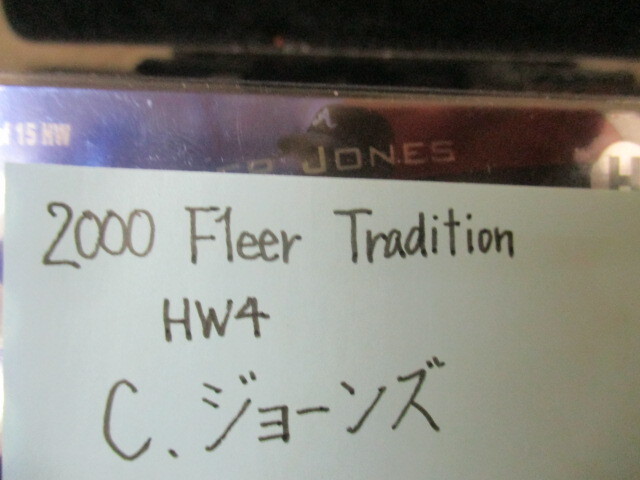 15 HW
JONES
H
2000 Fleer Tradition
HW4
C、ジョーンズ